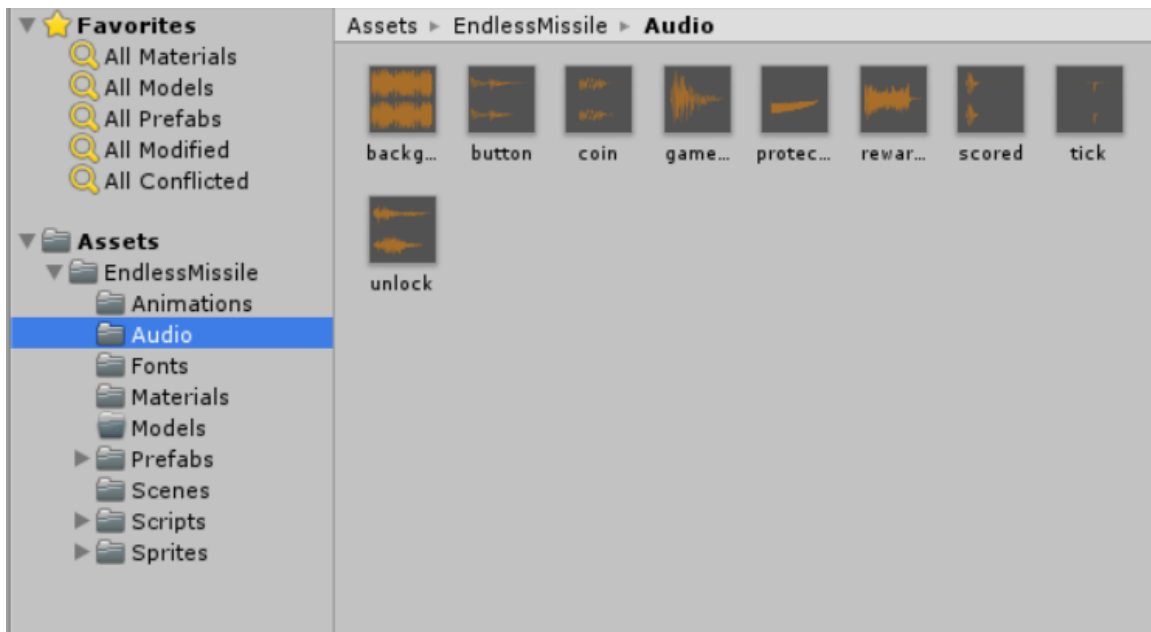 Favorites
All Materials
All Models
All Prefabs
All Modified
All Conflicted
Assets
EndlessMissile
Animations
Audio
Fonts
Materials
Models
Prefabs
Scenes
Scripts
Sprites
Assets ▸ EndlessMissile ▸ Audio
backg... button coin game... protec... rewar... scored tick
unlock